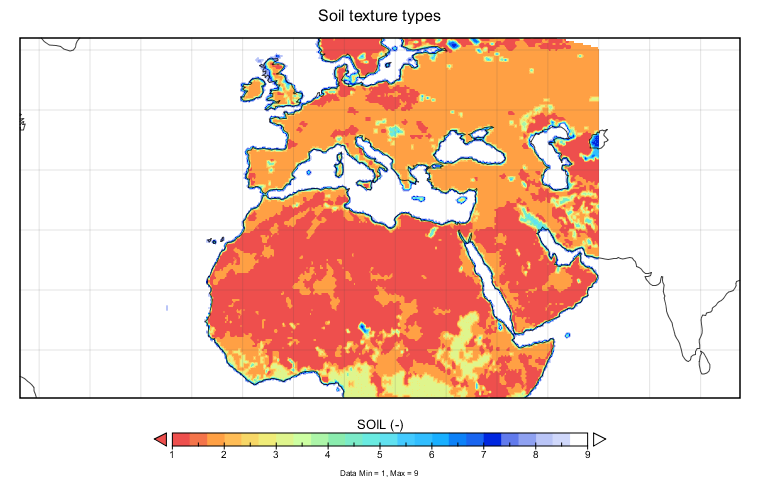 Soil texture types
SOIL (-)
1 2 3 4 5 6 7 8 9
Data Min = 1, Max = 9